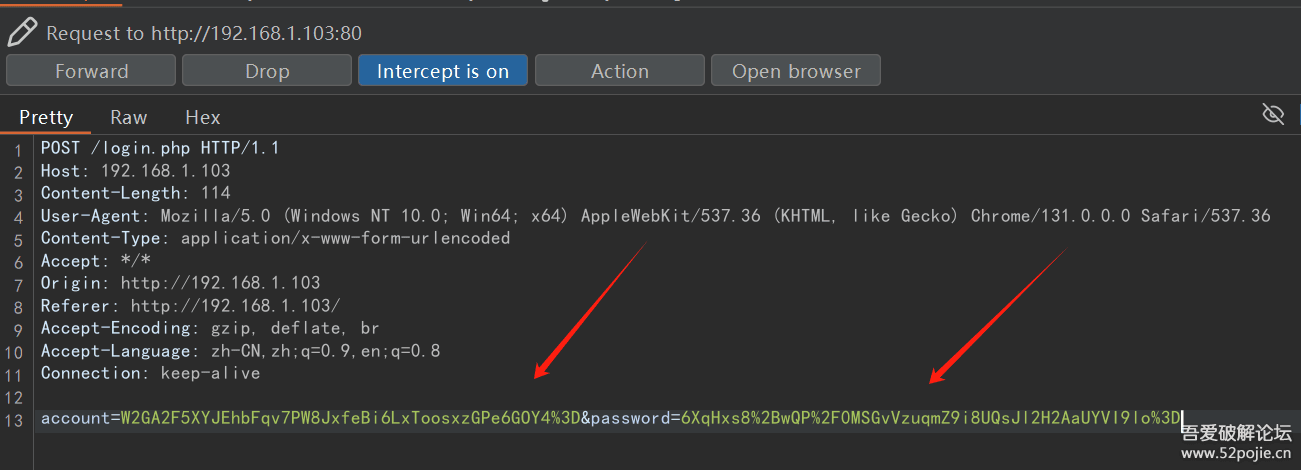 Request to http://192.168.1.103:80
Forward Drop Intercept is on Action Open browser
Pretty Raw Hex
1 POST /login.php HTTP/1.1
2 Host: 192.168.1.103
3 Content-Length: 114
4 User-Agent: Mozilla/5.0 (Windows NT 10.0; Win64; x64) AppleWebKit/537.36 (KHTML, like Gecko) Chrome/131.0.0.0 Safari/537.36
5 Content-Type: application/x-www-form-urlencoded
6 Accept: */*
7 Origin: http://192.168.1.103
8 Referer: http://192.168.1.103/
9 Accept-Encoding: gzip, deflate, br
10 Accept-Language: zh-CN,zh;q=0.9,en;q=0.8
11 Connection: keep-alive
12
13 account=W2GA2F5XYJEhbFqv7PW8JxfeBi6LxToosxzGPe6GOY4%3D&password=6XqHxs8%2BwQP%2FOMSGvVzuqmZ9i8UQsJl2H2AaUYVl9lo%3D
吾爱破解论坛
www.52pojie.cn